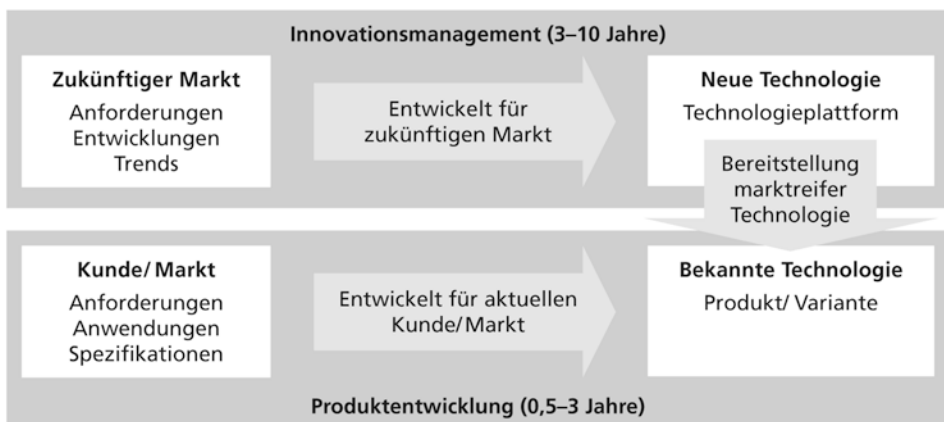 Innovationsmanagement (3–10 Jahre)
Zukünftiger Markt
Anforderungen
Entwicklungen
Trends
Entwickelt für
zukünftigen Markt
Neue Technologie
Technologieplattform
Bereitstellung
marktreifer
Technologie
Kunde/ Markt
Anforderungen
Anwendungen
Spezifikationen
Entwickelt für aktuellen
Kunde/Markt
Bekannte Technologie
Produkt/ Variante
Produktentwicklung (0,5–3 Jahre)